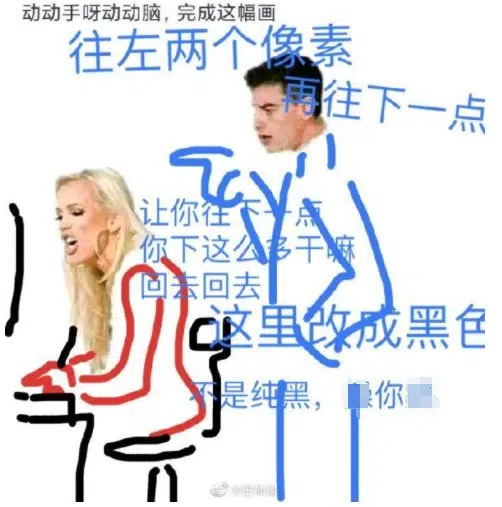 动动手呀动动脑，完成这幅画
往左两个像素
再往下一点
让你往下一点
你下这么多干嘛
回去回去
这里改成黑色
不是纯黑，操你